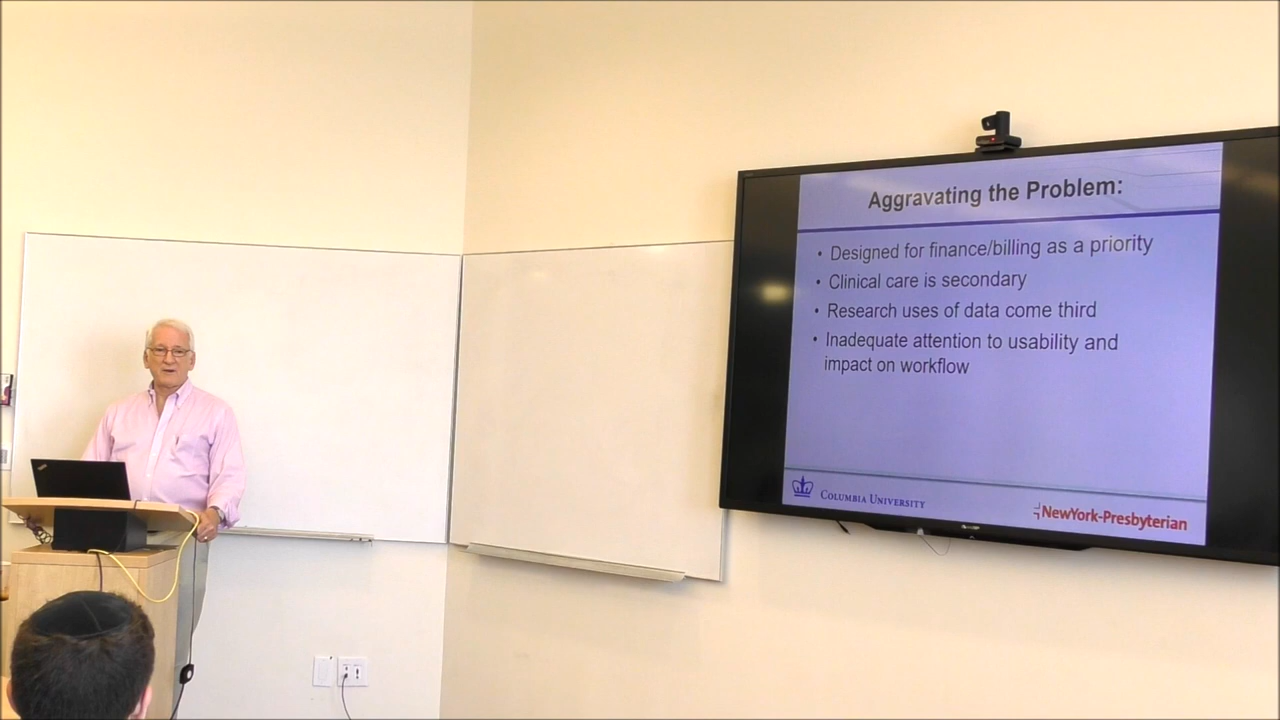 Aggravating the Problem:
• Designed for finance/billing as a priority
• Clinical care is secondary
• Research uses of data come third
• Inadequate attention to usability and
impact on workflow
COLUMBIA UNIVERSITY
NewYork-Presbyterian